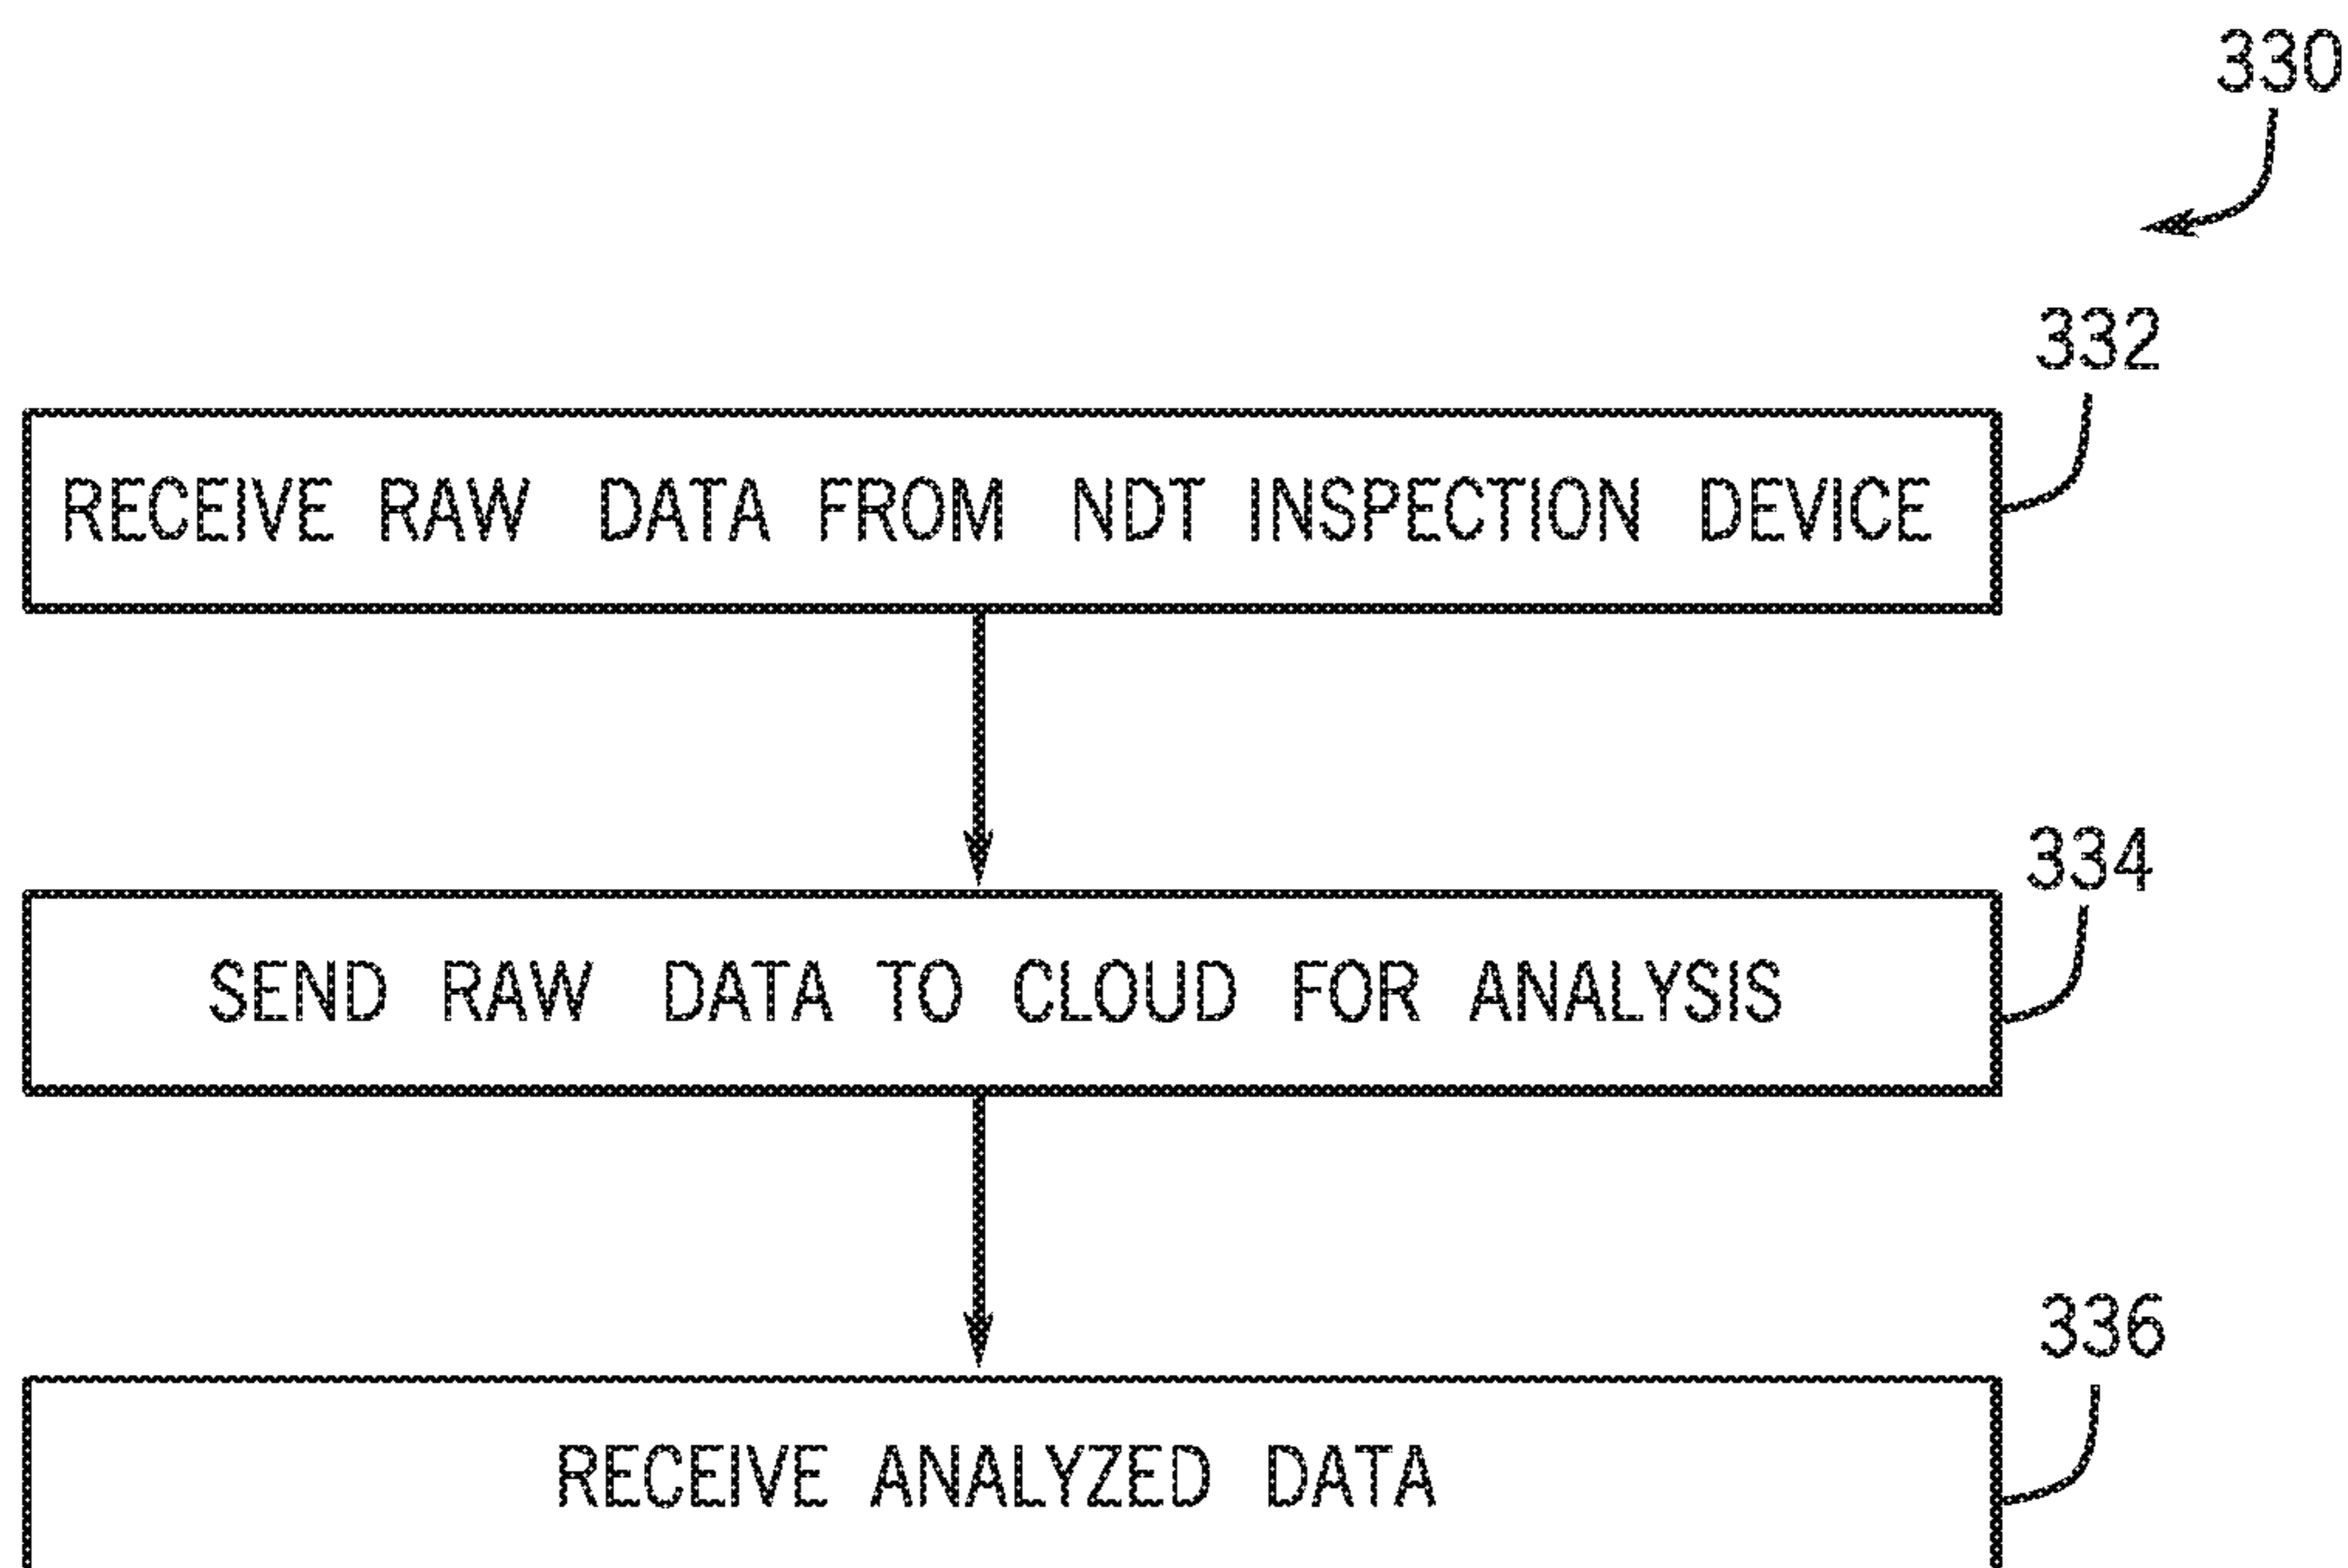 330
332
RECEIVE RAW DATA FROM NDT INSPECTION DEVICE
334
SEND RAW DATA TO CLOUD FOR ANALYSIS
336
RECEIVE ANALYZED DATA